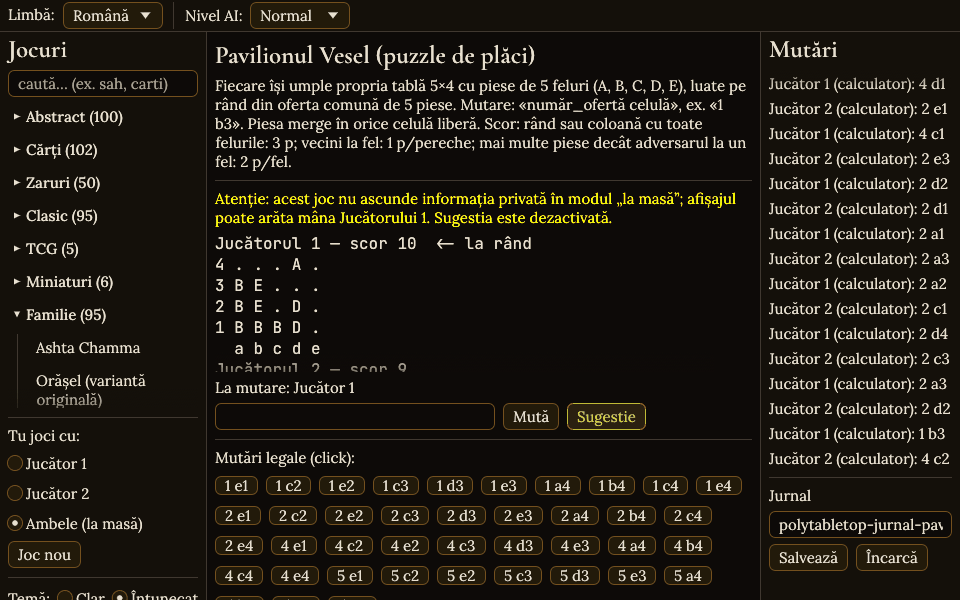 Limbă:
Română ▼
Nivel AI:
Normal ▼
Jocuri
caută... (ex. sah, carti)
▸ Abstract (100)
▸ Cărți (102)
▸ Zaruri (50)
▸ Clasic (95)
▸ TCG (5)
▸ Miniaturi (6)
▾ Familie (95)
Ashta Chamma
Orășel (variantă
originală)
Tu joci cu:
Jucător 1
Jucător 2
Ambele (la masă)
Joc nou
Temă: Clar Întunecat
Pavilionul Vesel (puzzle de plăci)
Fiecare își umple propria tablă 5×4 cu piese de 5 feluri (A, B, C, D, E), luate pe
rând din oferta comună de 5 piese. Mutare: «număr_ofertă celulă», ex. «1
b3». Piesa merge în orice celulă liberă. Scor: rând sau coloană cu toate
felurile: 3 p; vecini la fel: 1 p/pereche; mai multe piese decât adversarul la un
fel: 2 p/fel.
Atenție: acest joc nu ascunde informația privată în modul „la masă”; afișajul
poate arăta mâna Jucătorului 1. Sugestia este dezactivată.
Jucătorul 1 — scor 10 <— la rând
4 . . . A .
3 B E . . .
2 B E . D .
1 B B B D .
a b c d e
Jucătorul 2 — scor 9
La mutare: Jucător 1
Mută
Sugestie
Mutări legale (click):
1 e1 1 c2 1 e2 1 c3 1 d3 1 e3 1 a4 1 b4 1 c4 1 e4
2 e1 2 c2 2 e2 2 c3 2 d3 2 e3 2 a4 2 b4 2 c4
2 e4 4 e1 4 c2 4 e2 4 c3 4 d3 4 e3 4 a4 4 b4
4 c4 4 e4 5 e1 5 c2 5 e2 5 c3 5 d3 5 e3 5 a4
Mutări
Jucător 1 (calculator): 4 d1
Jucător 2 (calculator): 2 e1
Jucător 1 (calculator): 4 c1
Jucător 2 (calculator): 2 e3
Jucător 1 (calculator): 2 d2
Jucător 2 (calculator): 2 d1
Jucător 1 (calculator): 2 a1
Jucător 2 (calculator): 2 a3
Jucător 1 (calculator): 2 a2
Jucător 2 (calculator): 2 c1
Jucător 1 (calculator): 2 d4
Jucător 2 (calculator): 2 c3
Jucător 1 (calculator): 2 a3
Jucător 2 (calculator): 2 d2
Jucător 1 (calculator): 1 b3
Jucător 2 (calculator): 4 c2
Jurnal
polytabletop-jurnal-pav
Salvează
Încarcă